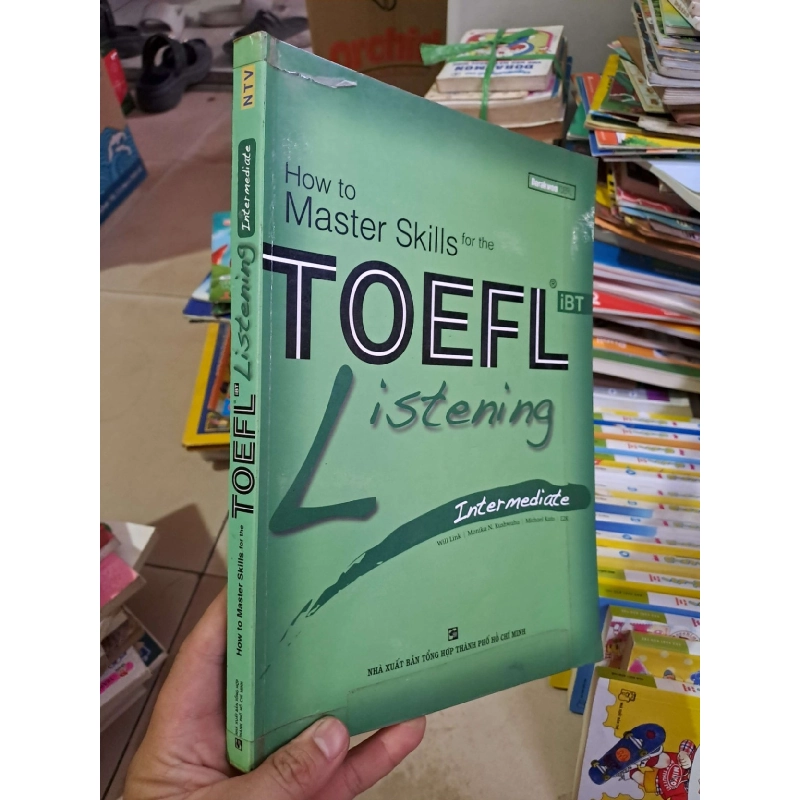 How to
Master Skills for the
TOEFL® iBT
Listening
Intermediate
Will Link | Monika N. Kushwaha | Michael Kato
NHÀ XUẤT BẢN TỔNG HỢP THÀNH PHỐ HỒ CHÍ MINH
NTV
Intermediate
Listening
TOEFL iBT
How to Master Skills for the
DORAEMON